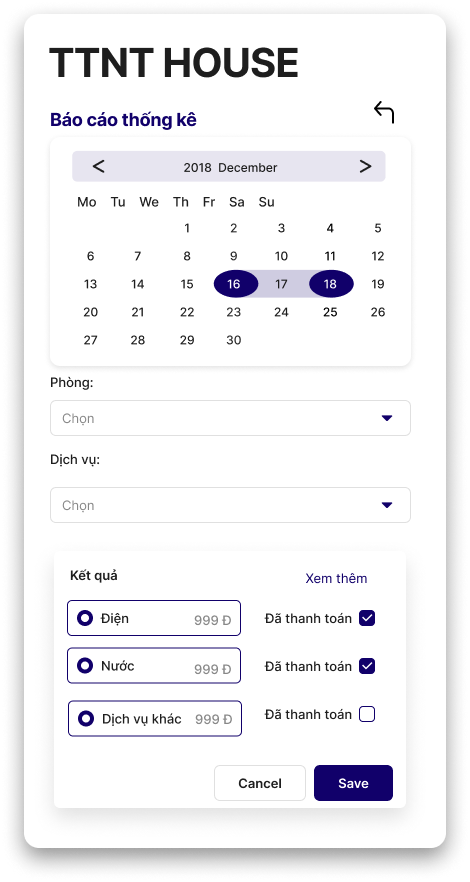 TTNT HOUSE
Báo cáo thống kê
< 2018 December >
Mo Tu We Th Fr Sa Su
1 2 3 4 5
6 7 8 9 10 11 12
13 14 15 16 17 18 19
20 21 22 23 24 25 26
27 28 29 30
Phòng:
Chọn
Dịch vụ:
Chọn
Kết quả Xem thêm
Điện 999 Đ Đã thanh toán
Nước 999 Đ Đã thanh toán
Dịch vụ khác 999 Đ Đã thanh toán
Cancel Save